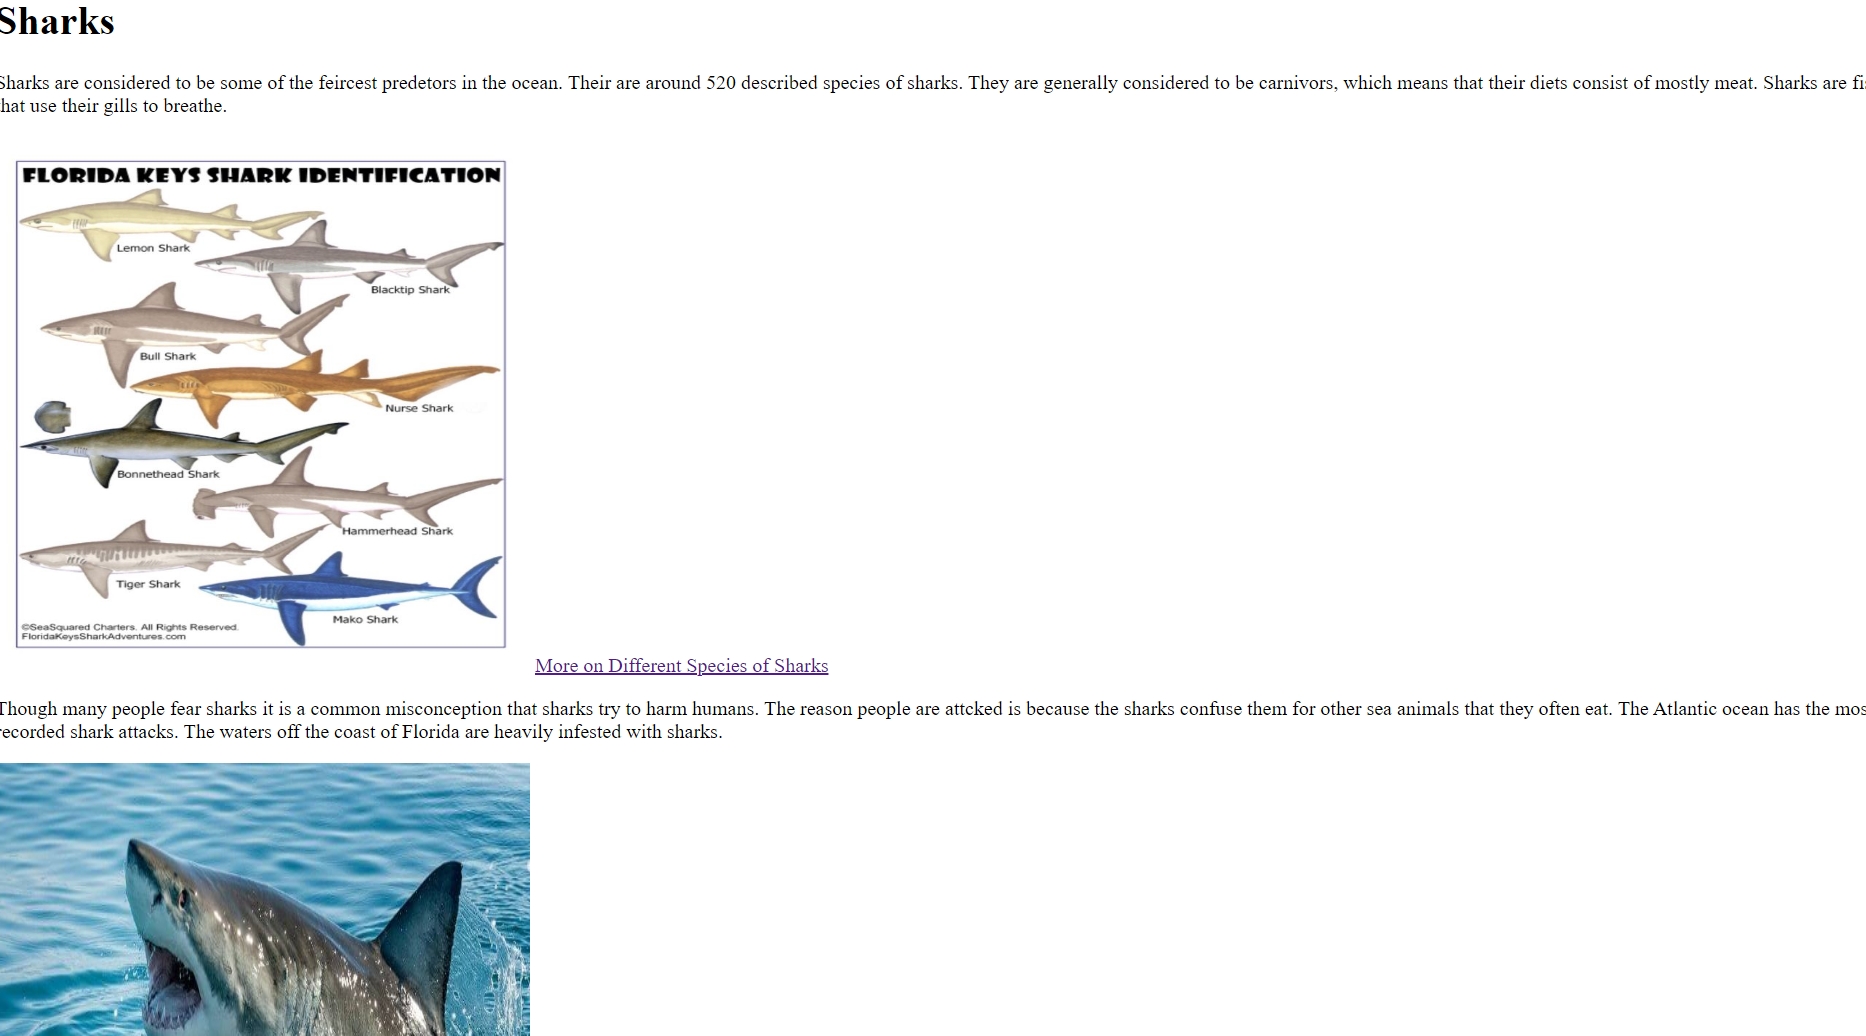 Sharks
Sharks are considered to be some of the feircest predetors in the ocean. Their are around 520 described species of sharks. They are generally considered to be carnivors, which means that their diets consist of mostly meat. Sharks are
that use their gills to breathe.
FLORIDA KEYS SHARK IDENTIFICATION
Lemon Shark
Blacktip Shark
Bull Shark
Nurse Shark
Bonnethead Shark
Hammerhead Shark
Tiger Shark
Mako Shark
©SeaSquared Charters. All Rights Reserved.
FloridaKeysSharkAdventures.com
More on Different Species of Sharks
Though many people fear sharks it is a common misconception that sharks try to harm humans. The reason people are attcked is because the sharks confuse them for other sea animals that they often eat. The Atlantic ocean has the
recorded shark attacks. The waters off the coast of Florida are heavily infested with sharks.